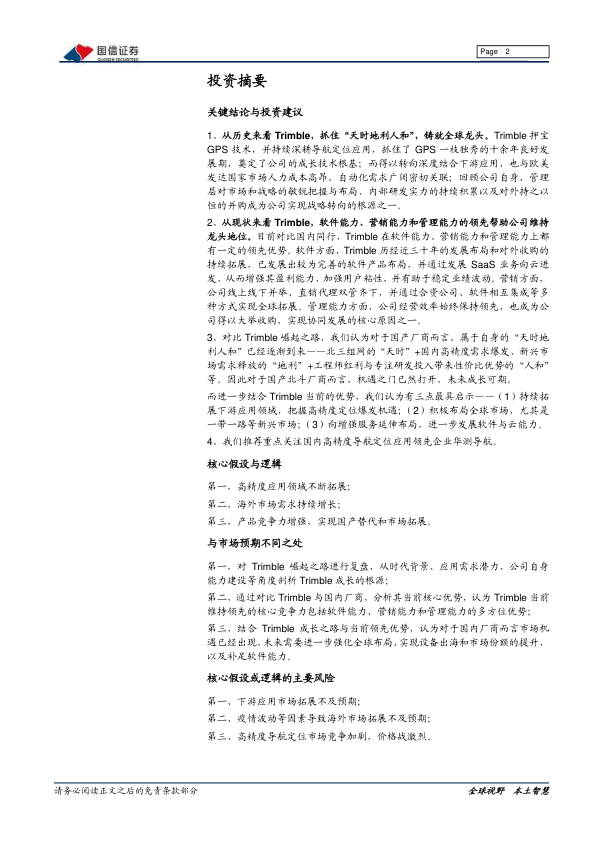 国信证券
GUOSEN SECURITIES
Page 2
投资摘要
关键结论与投资建议
1、从历史来看 Trimble，抓住“天时地利人和”，铸就全球龙头。Trimble 押宝
GPS 技术，并持续深耕导航定位应用，抓住了 GPS 一枝独秀的十余年良好发
展期，奠定了公司的成长技术根基；而得以转向深度结合下游应用，也与欧美
发达国家市场人力成本高昂，自动化需求广阔密切关联；回顾公司自身，管理
层对市场和战略的敏锐把握与布局、内部研发实力的持续积累以及对外持之以
恒的并购成为公司实现战略转向的根源之一。
2、从现状来看 Trimble，软件能力、营销能力和管理能力的领先帮助公司维持
龙头地位。目前对比国内同行，Trimble 在软件能力、营销能力和管理能力上都
有一定的领先优势。软件方面，Trimble 历经近三十年的发展布局和对外收购的
持续拓展，已发展出较为完善的软件产品布局，并通过发展 SaaS 业务向云进
发，从而增强其盈利能力、加强用户粘性，并有助于稳定业绩波动。营销方面，
公司线上线下并举、直销代理双管齐下，并通过合资公司、软件相互集成等多
种方式实现全球拓展。管理能力方面，公司经营效率始终保持领先，也成为公
司得以大举收购，实现协同发展的核心原因之一。
3、对比 Trimble 崛起之路，我们认为对于国产厂商而言，属于自身的“天时地
利人和”已经逐渐到来——北三组网的“天时”+国内高精度需求爆发、新兴市
场需求释放的“地利”+工程师红利与专注研发投入带来性价比优势的“人和”
等。因此对于国产北斗厂商而言，机遇之门已然打开，未来成长可期。
而进一步结合 Trimble 当前的优势，我们认为有三点最具启示——（1）持续拓
展下游应用领域，把握高精度定位爆发机遇；（2）积极布局全球市场，尤其是
一带一路等新兴市场；（3）向增强服务延伸布局，进一步发展软件与云能力。
4、我们推荐重点关注国内高精度导航定位应用领先企业华测导航。
核心假设与逻辑
第一，高精度应用领域不断拓展；
第二，海外市场需求持续增长；
第三，产品竞争力增强，实现国产替代和市场拓展。
与市场预期不同之处
第一，对 Trimble 崛起之路进行复盘，从时代背景、应用需求潜力、公司自身
能力建设等角度剖析 Trimble 成长的根源；
第二，通过对比 Trimble 与国内厂商，分析其当前核心优势，认为 Trimble 当前
维持领先的核心竞争力包括软件能力、营销能力和管理能力的多方位优势；
第三，结合 Trimble 成长之路与当前领先优势，认为对于国内厂商而言市场机
遇已经出现，未来需要进一步强化全球布局，实现设备出海和市场份额的提升，
以及补足软件能力。
核心假设或逻辑的主要风险
第一、下游应用市场拓展不及预期；
第二、疫情波动等因素导致海外市场拓展不及预期；
第三、高精度导航定位市场竞争加剧，价格战激烈。
请务必阅读正文之后的免责条款部分
全球视野 本土智慧